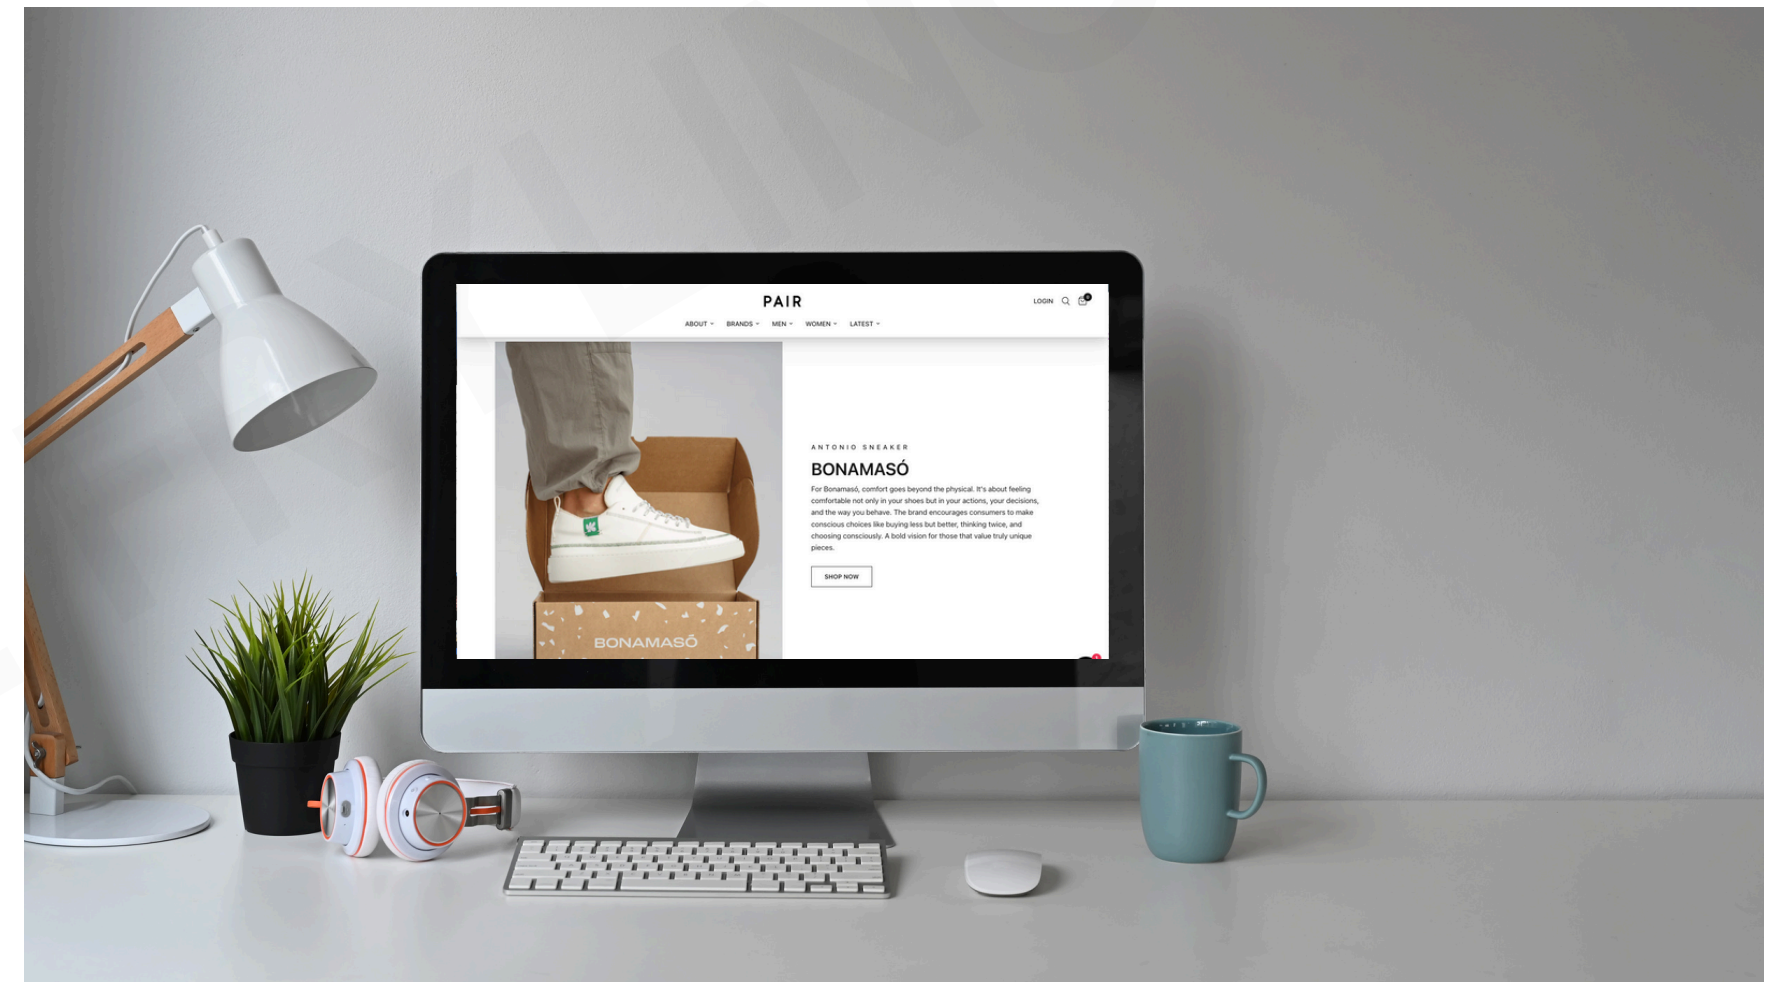 PAIR
LOGIN
0
ABOUT
BRANDS
MEN
WOMEN
LATEST
ANTONIO SNEAKER
BONAMASÓ
For Bonamasó, comfort goes beyond the physical. It's about feeling
comfortable not only in your shoes but in your actions, your decisions,
and the way you behave. The brand encourages consumers to make
conscious choices like buying less but better, thinking twice, and
choosing consciously. A bold vision for those that value truly unique
pieces.
SHOP NOW
BONAMASÓ